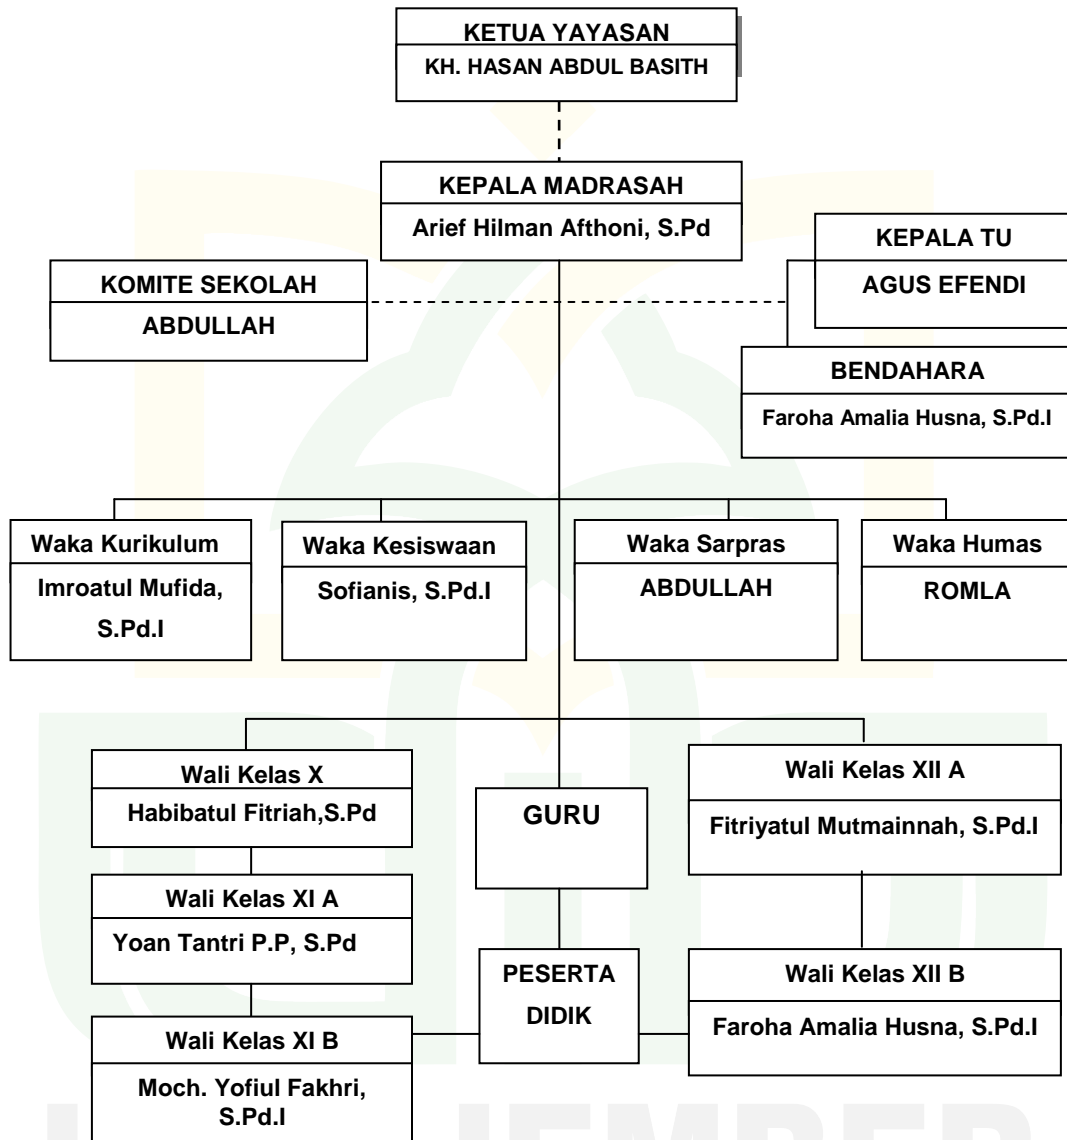 KETUA YAYASAN
KH. HASAN ABDUL BASITH
KEPALA MADRASAH
Arief Hilman Afthoni, S.Pd
KEPALA TU
AGUS EFENDI
KOMITE SEKOLAH
ABDULLAH
BENDAHARA
Faroha Amalia Husna, S.Pd.I
Waka Kurikulum
Imroatul Mufida,
S.Pd.I
Waka Kesiswaan
Sofianis, S.Pd.I
Waka Sarpras
ABDULLAH
Waka Humas
ROMLA
Wali Kelas X
Habibatul Fitriah,S.Pd
GURU
Wali Kelas XII A
Fitriyatul Mutmainnah, S.Pd.I
Wali Kelas XI A
Yoan Tantri P.P, S.Pd
PESERTA
DIDIK
Wali Kelas XII B
Faroha Amalia Husna, S.Pd.I
Wali Kelas XI B
Moch. Yofiul Fakhri,
S.Pd.I